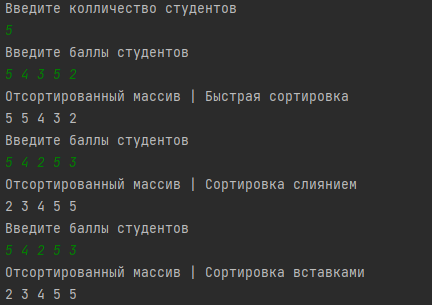 Введите колличество студентов
5
Введите баллы студентов
5 4 3 5 2
Отсортированный массив | Быстрая сортировка
5 5 4 3 2
Введите баллы студентов
5 4 2 5 3
Отсортированный массив | Сортировка слиянием
2 3 4 5 5
Введите баллы студентов
5 4 2 5 3
Отсортированный массив | Сортировка вставками
2 3 4 5 5